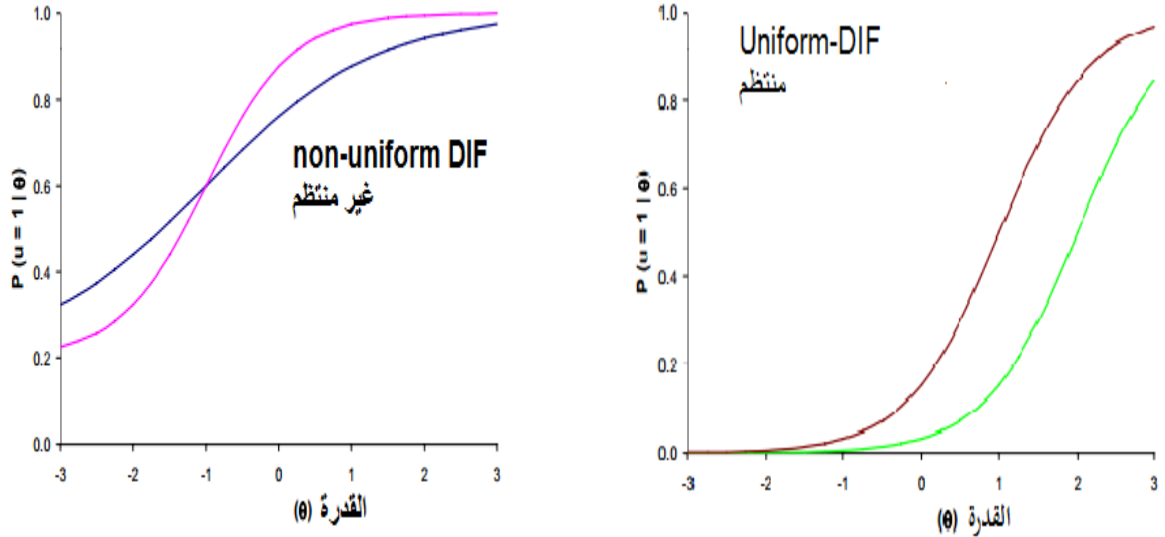 1.0
0.8
0.6
0.4
0.2
0.0
P (u = 1 | θ)
non-uniform DIF
غير منتظم
-3 -2 -1 0 1 2 3
القدرة (θ)
1.0
0.8
0.6
0.4
0.2
0.0
P (u = 1 | θ)
Uniform-DIF
منتظم
-3 -2 -1 0 1 2 3
القدرة (θ)